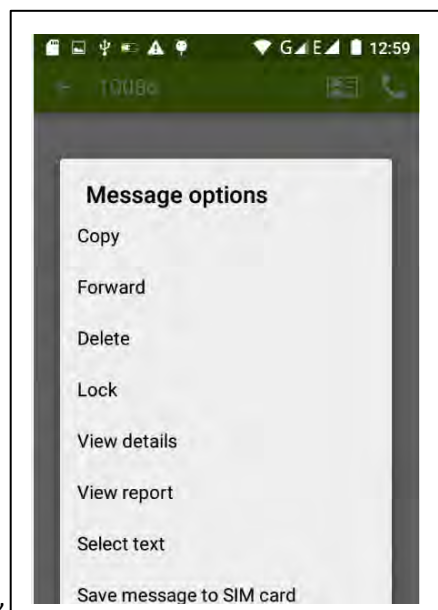 G E 12:59
10086
Message options
Copy
Forward
Delete
Lock
View details
View report
Select text
Save message to SIM card
,